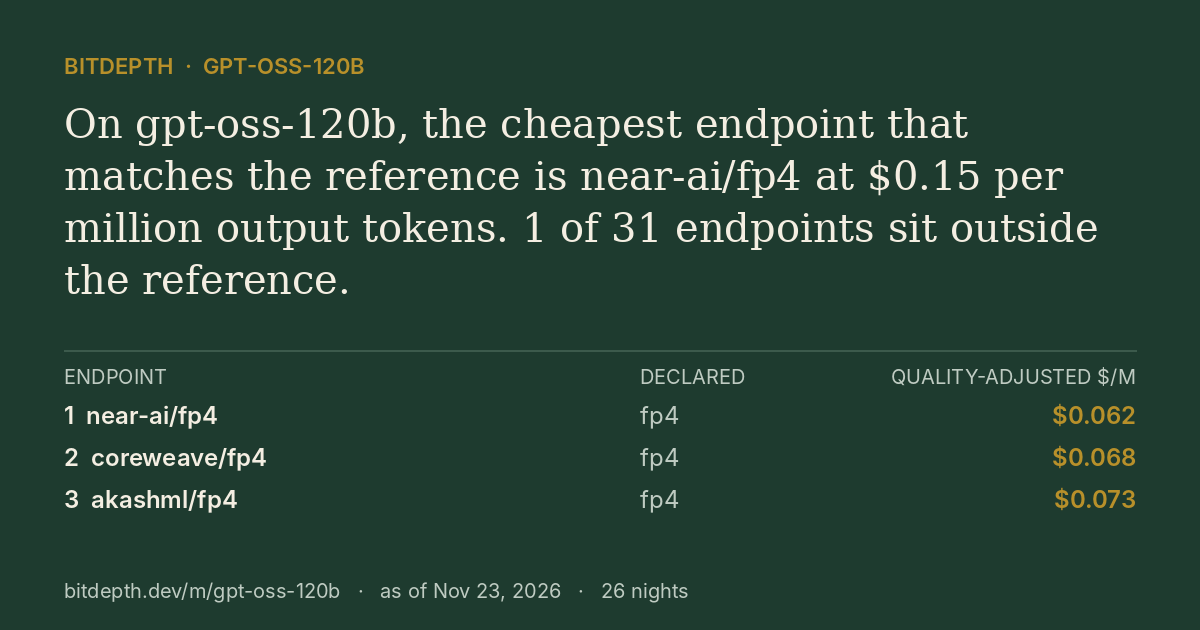 BITDEPTH · GPT-OSS-120B
On gpt-oss-120b, the cheapest endpoint that
matches the reference is near-ai/fp4 at $0.15 per
million output tokens. 1 of 31 endpoints sit outside
the reference.
ENDPOINT DECLARED QUALITY-ADJUSTED $/M
1 near-ai/fp4 fp4 $0.062
2 coreweave/fp4 fp4 $0.068
3 akashml/fp4 fp4 $0.073
bitdepth.dev/m/gpt-oss-120b · as of Nov 23, 2026 · 26 nights